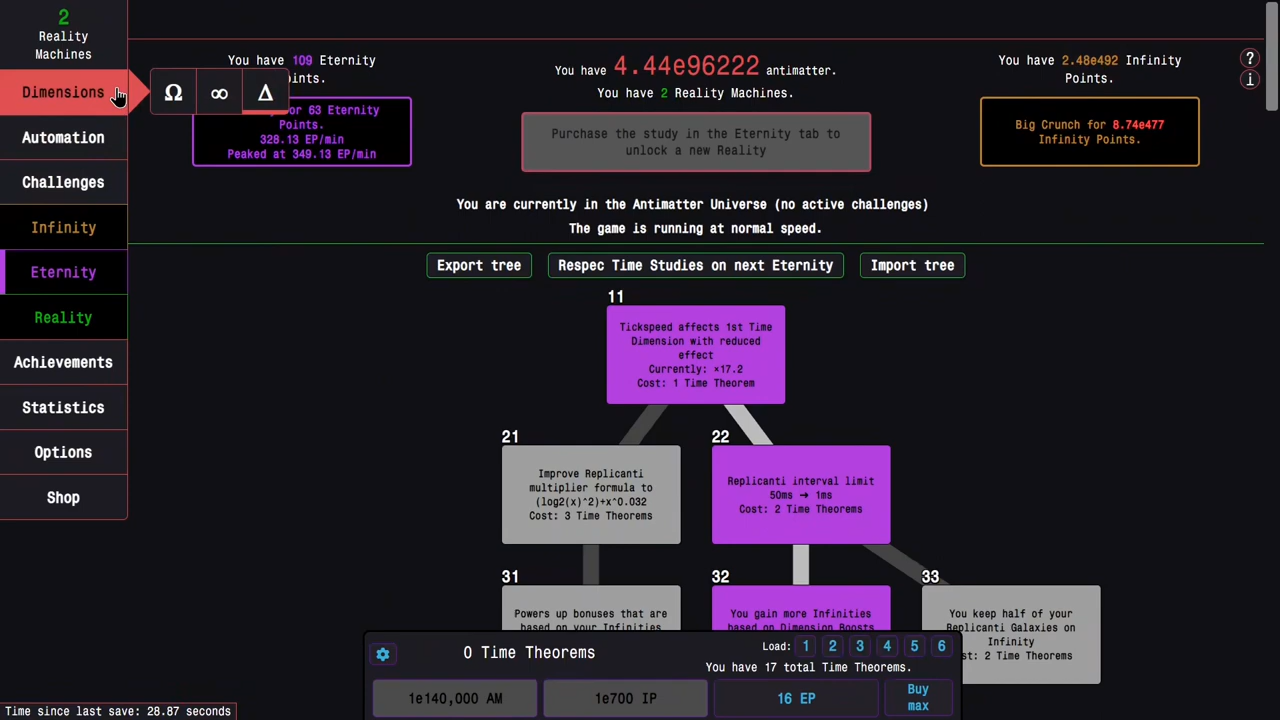 2
Reality
Machines
Dimensions
Automation
Challenges
Infinity
Eternity
Reality
Achievements
Statistics
Options
Shop
Ω ∞ Δ
You have 109 Eternity
oints.
or 63 Eternity
Points.
328.13 EP/min
Peaked at 349.13 EP/min
You have 4.44e96222 antimatter.
You have 2 Reality Machines.
Purchase the study in the Eternity tab to
unlock a new Reality
You have 2.48e492 Infinity
Points.
Big Crunch for 8.74e477
Infinity Points.
?
i
You are currently in the Antimatter Universe (no active challenges)
The game is running at normal speed.
Export tree
Respec Time Studies on next Eternity
Import tree
11
Tickspeed affects 1st Time
Dimension with reduced
effect
Currently: ×17.2
Cost: 1 Time Theorem
21
Improve Replicanti
multiplier formula to
(log2(x)^2)+x^0.032
Cost: 3 Time Theorems
22
Replicanti interval limit
50ms ➜ 1ms
Cost: 2 Time Theorems
31
Powers up bonuses that are
based on your Infinities
32
You gain more Infinities
based on Dimension Boosts
33
You keep half of your
Replicanti Galaxies on
Infinity
st: 2 Time Theorems
0 Time Theorems
Load: 1 2 3 4 5 6
You have 17 total Time Theorems.
1e140,000 AM
1e700 IP
16 EP
Buy
max
Time since last save: 28.87 seconds